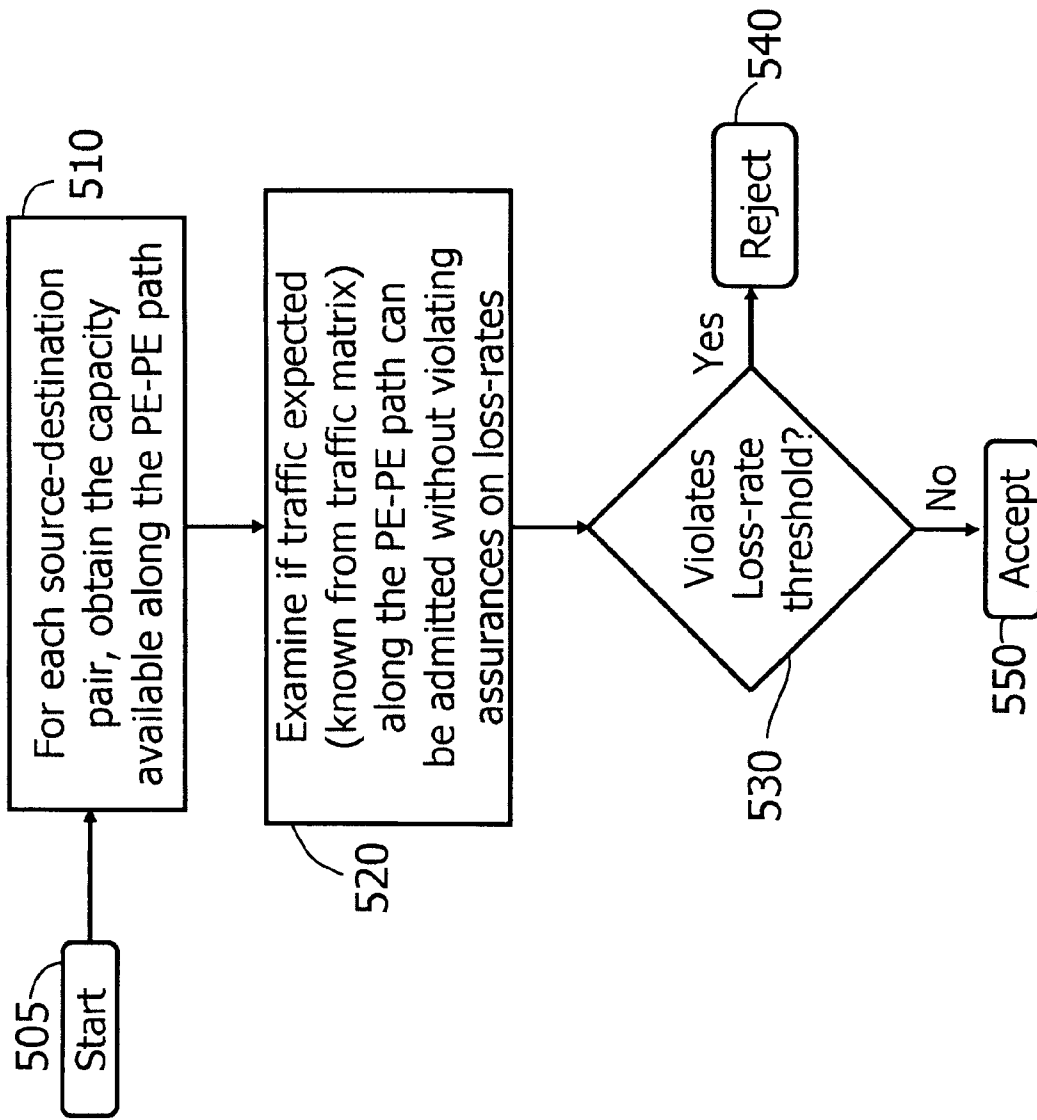 505
Start
510
For each source-destination
pair, obtain the capacity
available along the PE-PE path
520
Examine if traffic expected
(known from traffic matrix)
along the PE-PE path can
be admitted without violating
assurances on loss-rates
530
Violates
Loss-rate
threshold?
Yes
540
Reject
No
550
Accept